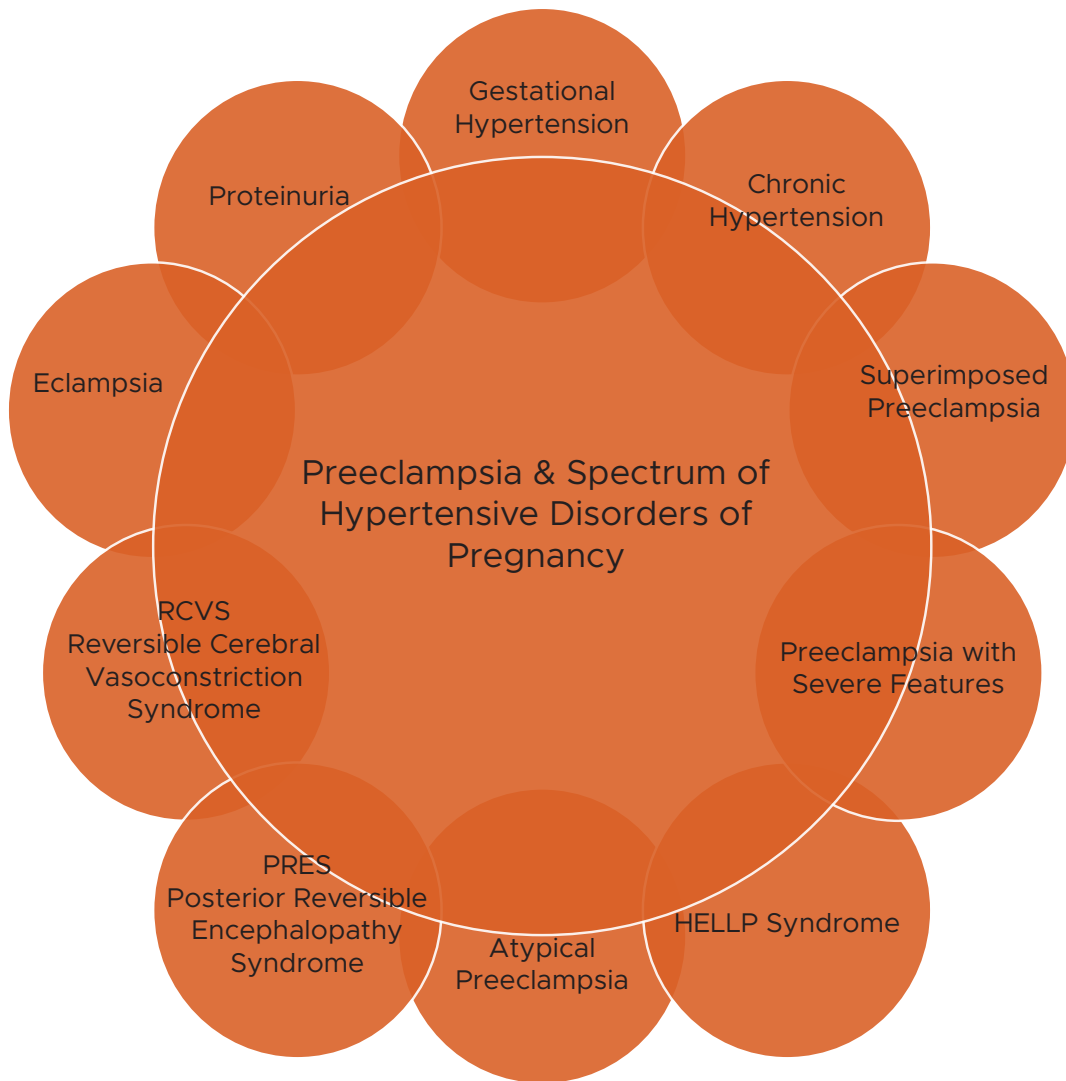 Gestational
Hypertension
Chronic
Hypertension
Superimposed
Preeclampsia
Preeclampsia with
Severe Features
HELLP Syndrome
Atypical
Preeclampsia
PRES
Posterior Reversible
Encephalopathy
Syndrome
RCVS
Reversible Cerebral
Vasoconstriction
Syndrome
Eclampsia
Proteinuria
Preeclampsia & Spectrum of
Hypertensive Disorders of
Pregnancy